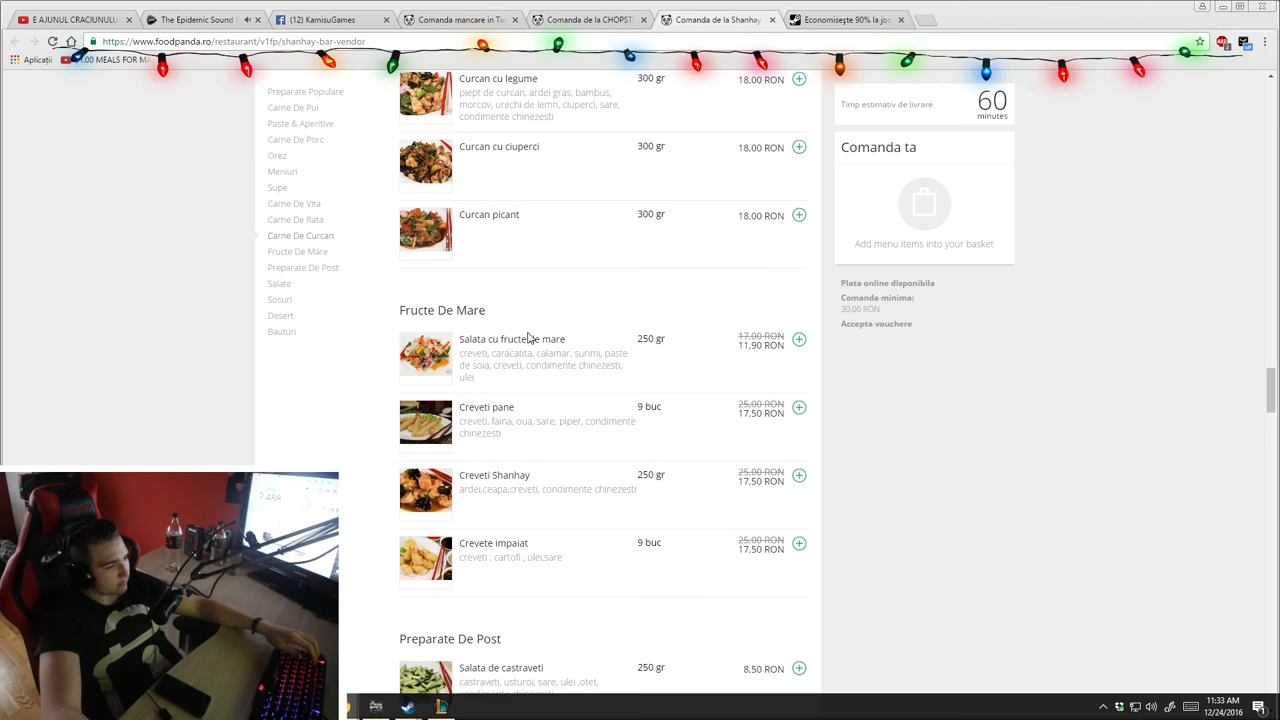 E AJUNUL CRACIUNULUI
The Epidemic Sound
(12) KamisuGames
Comanda mancare in Tim
Comanda de la CHOPSTI
Comanda de la Shanhay
Economisește 90% la joc
https://www.foodpanda.ro/restaurant/v1fp/shanhay-bar-vendor
Aplicații
MEALS FOR
Preparate Populare
Carne De Pui
Paste & Aperitive
Carne De Porc
Orez
Meniuri
Supe
Carne De Vita
Carne De Rata
Carne De Curcan
Fructe De Mare
Preparate De Post
Salate
Sosuri
Desert
Bauturi
Curcan cu legume 300 gr 18,00 RON
piept de curcan, ardei gras, bambus,
morcov, urechi de lemn, ciuperci, sare,
condimente chinezesti
Curcan cu ciuperci 300 gr 18,00 RON
Curcan picant 300 gr 18,00 RON
Fructe De Mare
Salata cu fructe de mare 250 gr 17,00 RON
11,90 RON
creveti, caracatita, calamar, surimi, paste
de soia, creveti, condimente chinezesti,
ulei
Creveti pane 9 buc 25,00 RON
17,50 RON
creveti, faina, oua, sare, piper, condimente
chinezesti
Creveti Shanhay 250 gr 25,00 RON
17,50 RON
ardei,ceapa,creveti, condimente chinezesti
Crevete impaiat 9 buc 25,00 RON
17,50 RON
creveti , cartofi , ulei,sare
Preparate De Post
Salata de castraveti 250 gr 8,50 RON
castraveti, usturoi, sare, ulei ,otet,
Timp estimativ de livrare 60
minutes
Comanda ta
Add menu items into your basket
Plata online disponibila
Comanda minima:
30,00 RON
Accepta vouchere
11:33 AM
12/24/2016